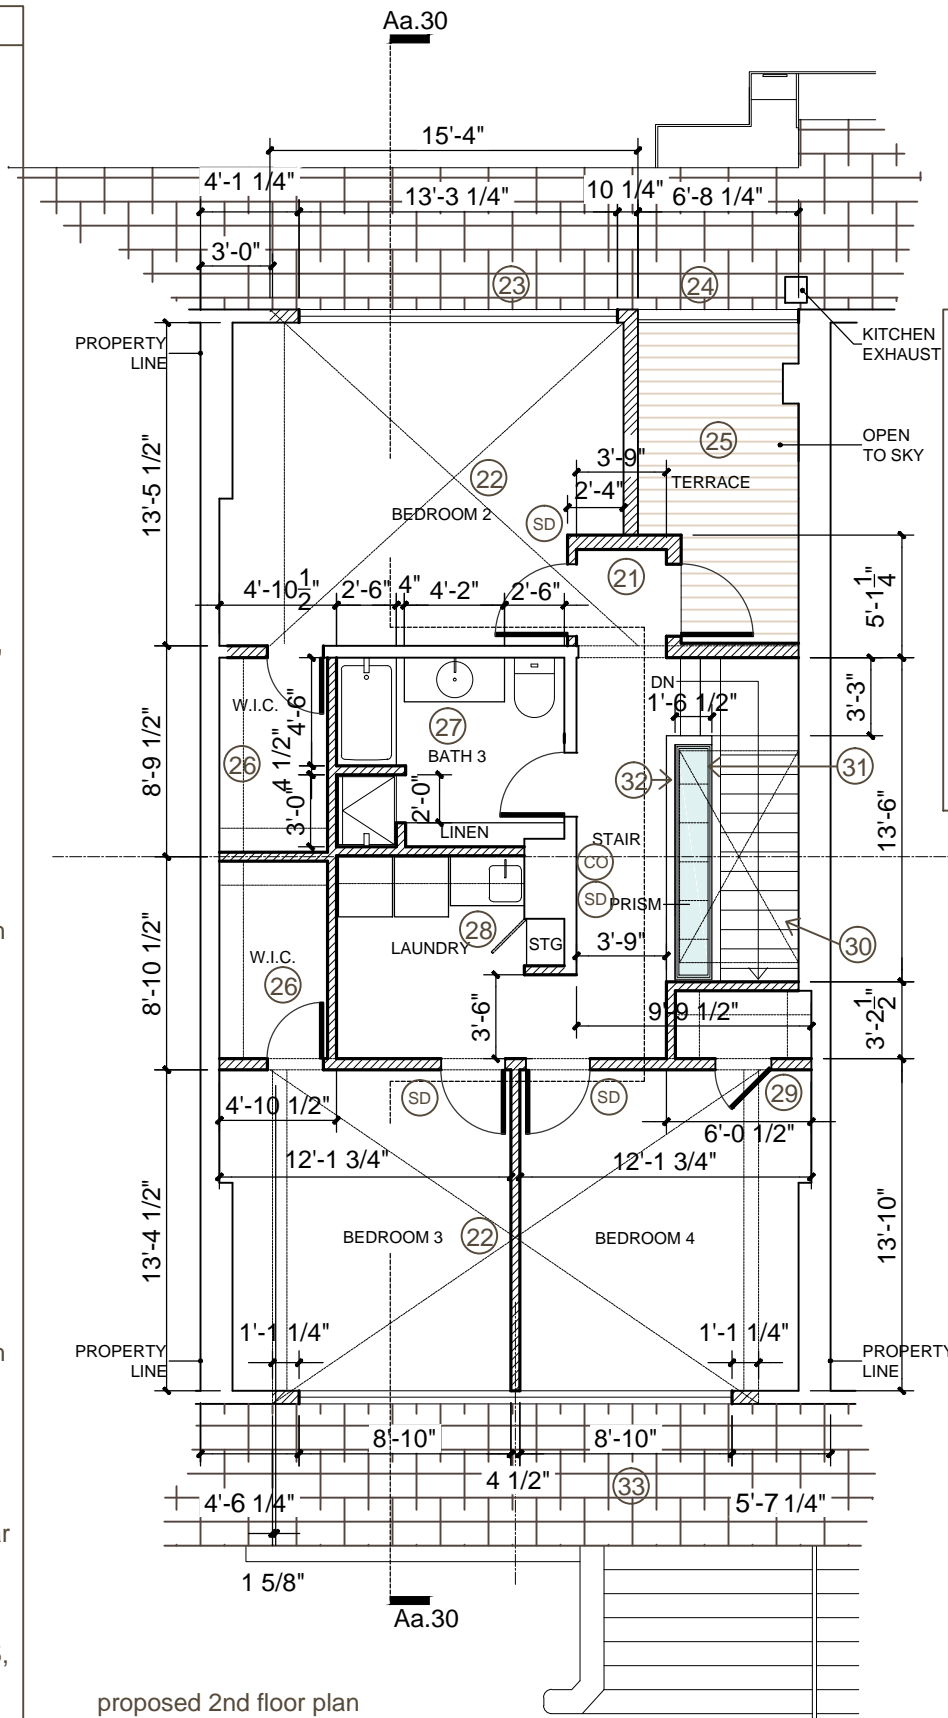 Aa.30
15'-4"
4'-1 1/4"
13'-3 1/4"
10 1/4"
6'-8 1/4"
3'-0"
23
24
PROPERTY
LINE
KITCHEN
EXHAUST
25
OPEN
TO SKY
13'-5 1/2"
22
3'-9"
TERRACE
2'-4"
BEDROOM 2
SD
21
4'-10 1/2"
2'-6"
4"
4'-2"
2'-6"
5'-1 1/4"
DN
1'-6 1/2"
3'-3"
W.I.C.
4'-6"
27
BATH 3
8'-9 1/2"
26
4 1/2"
32
31
3'-0"
2'-0"
13'-6"
LINEN
STAIR
CO
SD
PRISM
28
LAUNDRY
STG
3'-9"
30
W.I.C.
26
8'-10 1/2"
3'-6"
9'-9 1/2"
3'-2 1/2"
SD
SD
29
4'-10 1/2"
6'-0 1/2"
12'-1 3/4"
12'-1 3/4"
13'-4 1/2"
BEDROOM 3
22
BEDROOM 4
13'-10"
1'-1 1/4"
1'-1 1/4"
PROPERTY
LINE
PROPERTY
LINE
8'-10"
8'-10"
4 1/2"
33
4'-6 1/4"
5'-7 1/4"
1 5/8"
Aa.30
proposed 2nd floor plan